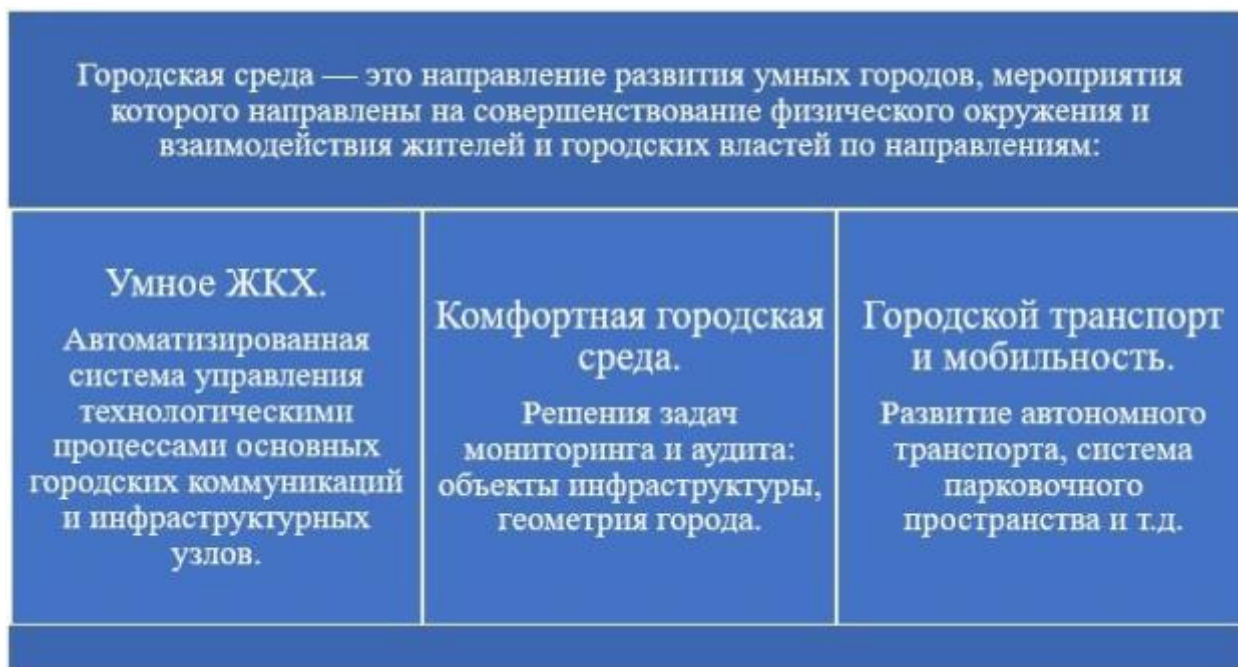 Городская среда — это направление развития умных городов, мероприятия
которого направлены на совершенствование физического окружения и
взаимодействия жителей и городских властей по направлениям:
Умное ЖКХ.
Автоматизированная
система управления
технологическими
процессами основных
городских коммуникаций
и инфраструктурных
узлов.
Комфортная городская
среда.
Решения задач
мониторинга и аудита:
объекты инфраструктуры,
геометрия города.
Городской транспорт
и мобильность.
Развитие автономного
транспорта, система
парковочного
пространства и т.д.